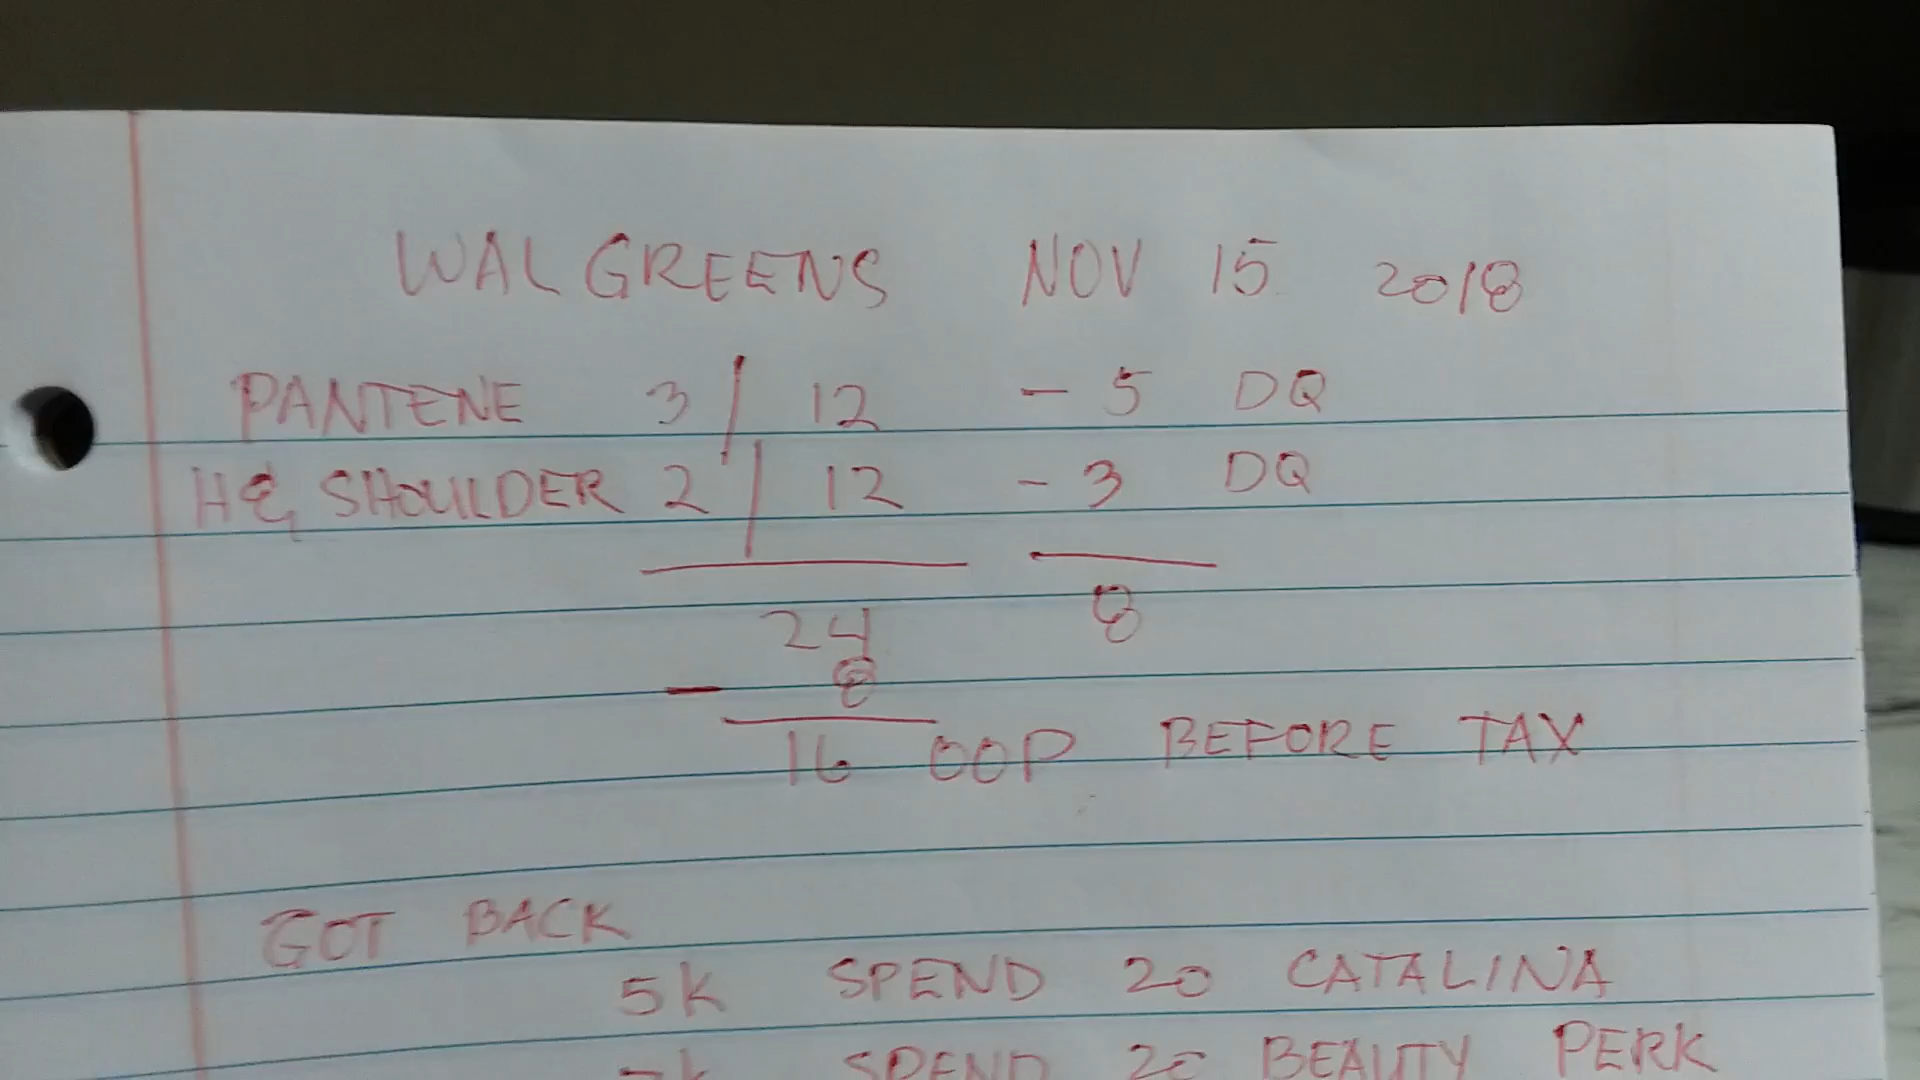 WALGREENS NOV 15 2018
PANTENE 3/12 - 5 DQ
H& SHOULDER 2/12 - 3 DQ
24 8
- 8
16 OOP BEFORE TAX
GOT BACK
5K SPEND 20 CATALINA
SPEND 20 BEAUTY PERK